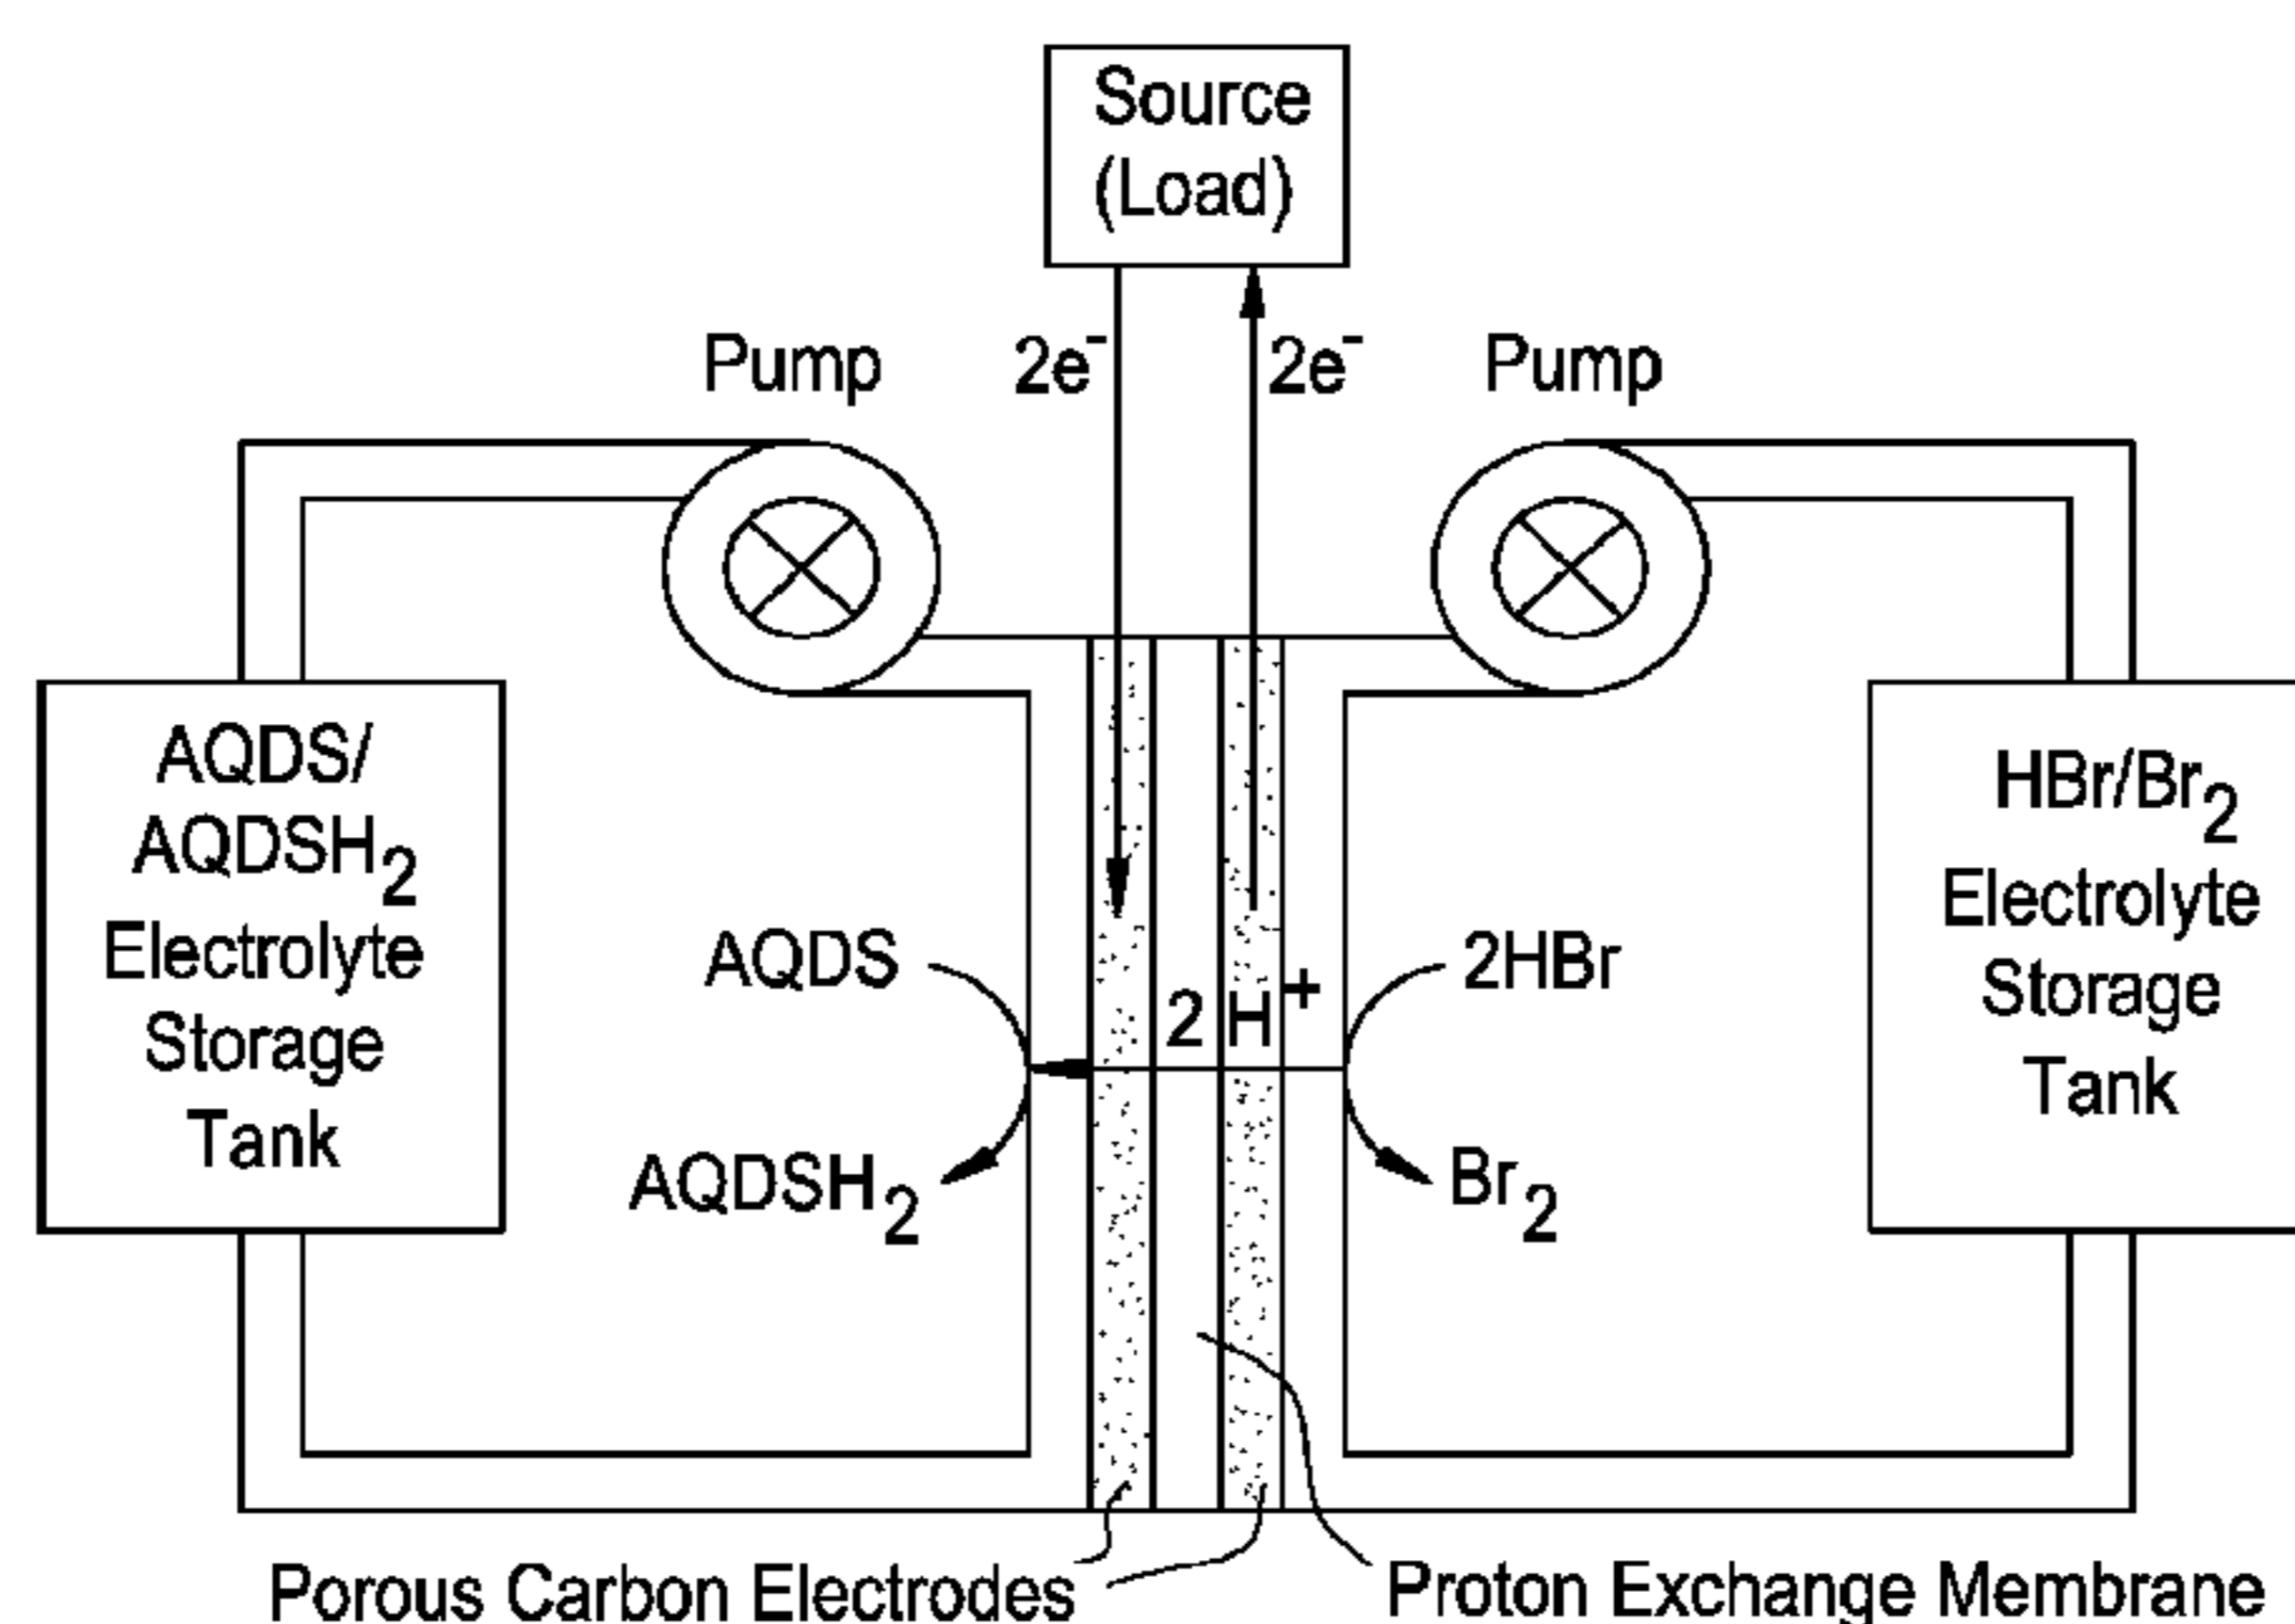 Source
(Load)
Pump
2e⁻
2e⁻
Pump
AQDS/
AQDSH₂
Electrolyte
Storage
Tank
AQDS
AQDSH₂
2 H⁺
2HBr
Br₂
HBr/Br₂
Electrolyte
Storage
Tank
Porous Carbon Electrodes
Proton Exchange Membrane